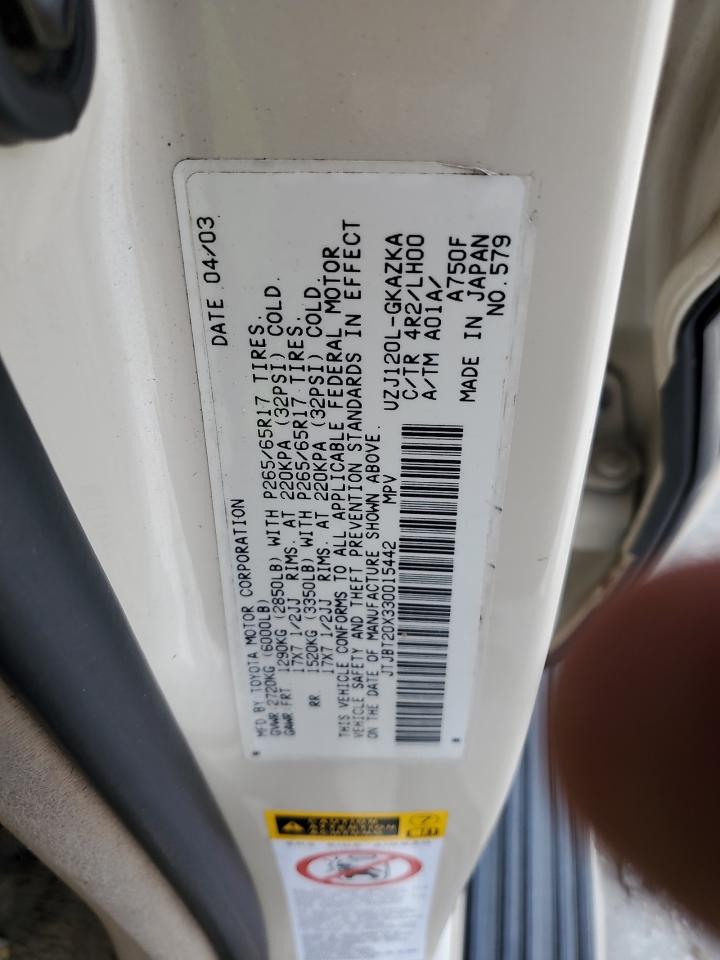 MFD BY TOYOTA MOTOR CORPORATION DATE 04/03
GVWR 2720KG (6000LB)
GAWR FRT 1290KG (2850LB) WITH P265/65R17 TIRES.
17X7 1/2JJ RIMS. AT 220KPA (32PSI) COLD.
RR 1520KG (3350LB) WITH P265/65R17 TIRES.
17X7 1/2JJ RIMS. AT 220KPA (32PSI) COLD.
THIS VEHICLE CONFORMS TO ALL APPLICABLE FEDERAL MOTOR
VEHICLE SAFETY AND THEFT PREVENTION STANDARDS IN EFFECT
ON THE DATE OF MANUFACTURE SHOWN ABOVE.
JTJBT20X330015442 MPV
UZJ120L-GKAZKA
C/TR 4R2/LH00
A/TM A01A/
A750F
MADE IN JAPAN
NO.579
CAUTION
ATTENTION